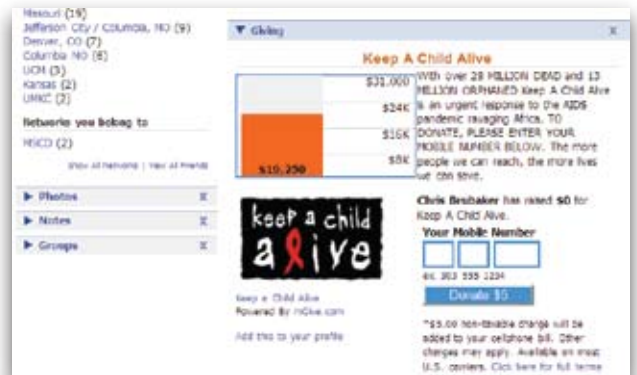 Missouri (19)
Jefferson City / Columbia, MO (9)
Denver, CO (7)
Columbia MO (6)
UCM (3)
Kansas (2)
UMKC (2)
Networks you belong to
MSCD (2)
Show All Networks | View All Friends
Photos X
Notes X
Groups X
Giving X
Keep A Child Alive
$31,000
$24K
$16K
$8K
$19,250
With over 28 MILLION DEAD and 13
MILLION ORPHANED Keep A Child Alive
is an urgent response to the AIDS
pandemic ravaging Africa. TO
DONATE, PLEASE ENTER YOUR
MOBILE NUMBER BELOW. The more
people we can reach, the more lives
we can save.
keep a child
alive
Keep a Child Alive
Powered By mGive.com
Add this to your profile
Chris Brubaker has raised $0 for
Keep A Child Alive.
Your Mobile Number
ex. 303 555 1234
Donate $5
*$5.00 non-taxable charge will be
added to your cellphone bill. Other
charges may apply. Available on most
U.S. carriers. Click here for full terms